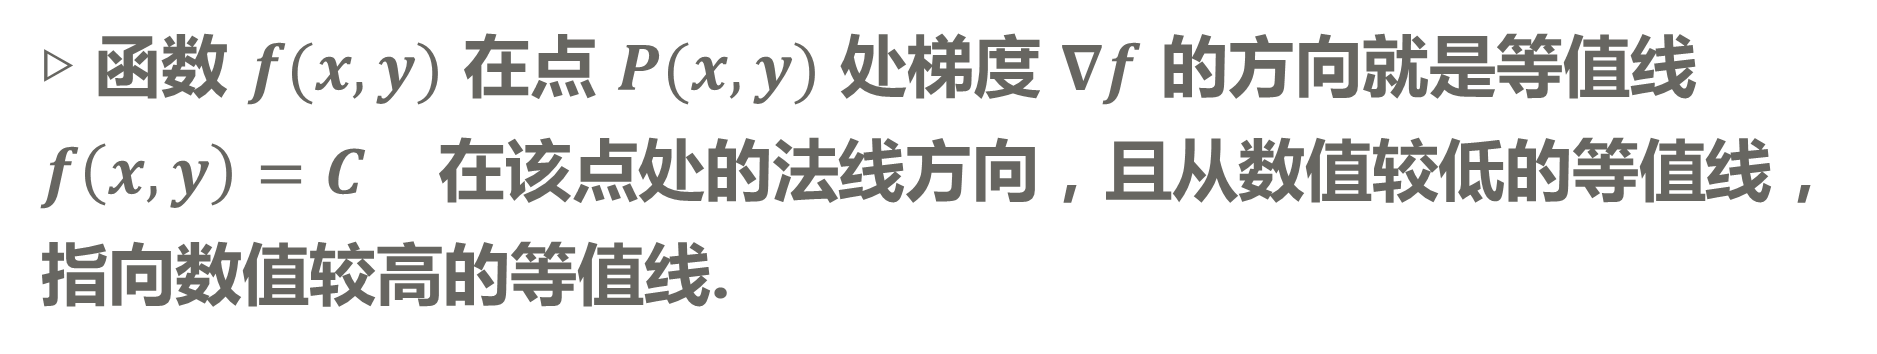 ▷ 函数 f(x,y) 在点 P(x,y) 处梯度 ∇f 的方向就是等值线
f(x,y) = C 在该点处的法线方向，且从数值较低的等值线，
指向数值较高的等值线.